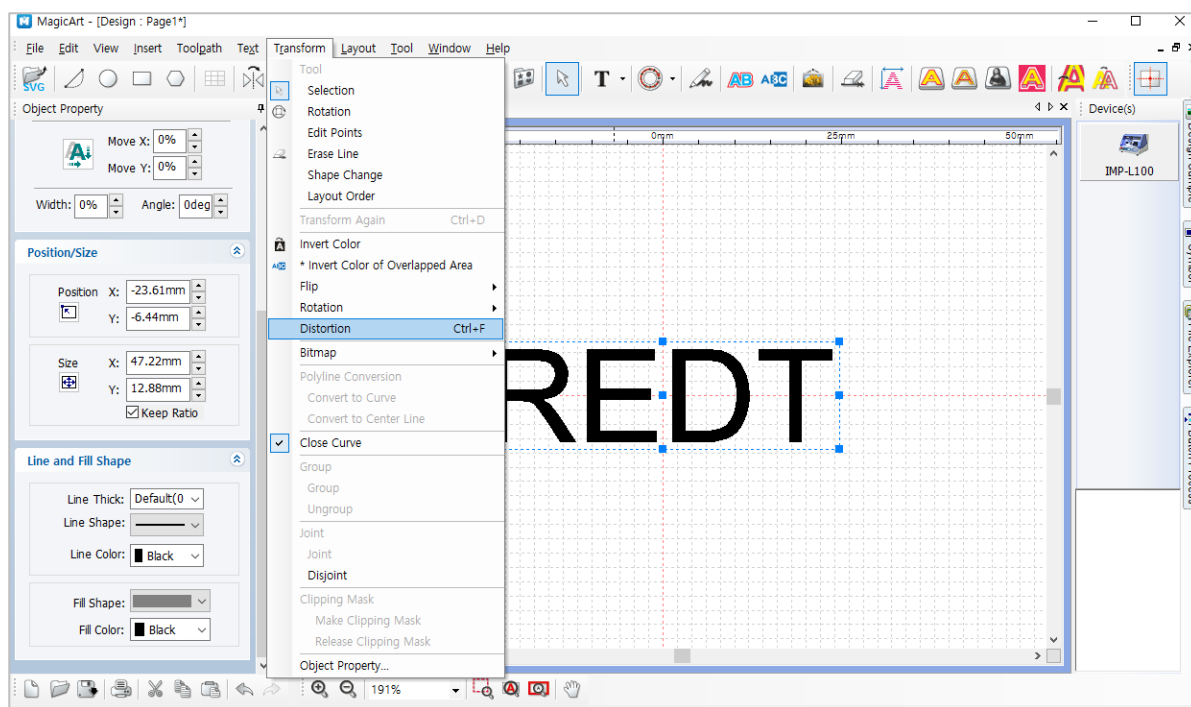 MagicArt - [Design : Page1*]
File Edit View Insert Toolpath Text Transform Layout Tool Window Help
SVG
T
AB
ABC
Object Property
Device(s)
Move X: 0%
Move Y: 0%
Width: 0% Angle: 0deg
Position/Size
Position X: -23.61mm
Y: -6.44mm
Size X: 47.22mm
Y: 12.88mm
Keep Ratio
Line and Fill Shape
Line Thick: Default(0
Line Shape:
Line Color: Black
Fill Shape:
Fill Color: Black
Tool
Selection
Rotation
Edit Points
Erase Line
Shape Change
Layout Order
Transform Again Ctrl+D
Invert Color
* Invert Color of Overlapped Area
Flip
Rotation
Distortion Ctrl+F
Bitmap
Polyline Conversion
Convert to Curve
Convert to Center Line
Close Curve
Group
Group
Ungroup
Joint
Joint
Disjoint
Clipping Mask
Make Clipping Mask
Release Clipping Mask
Object Property...
0mm 25mm 50mm
REDT
IMP-L100
191%